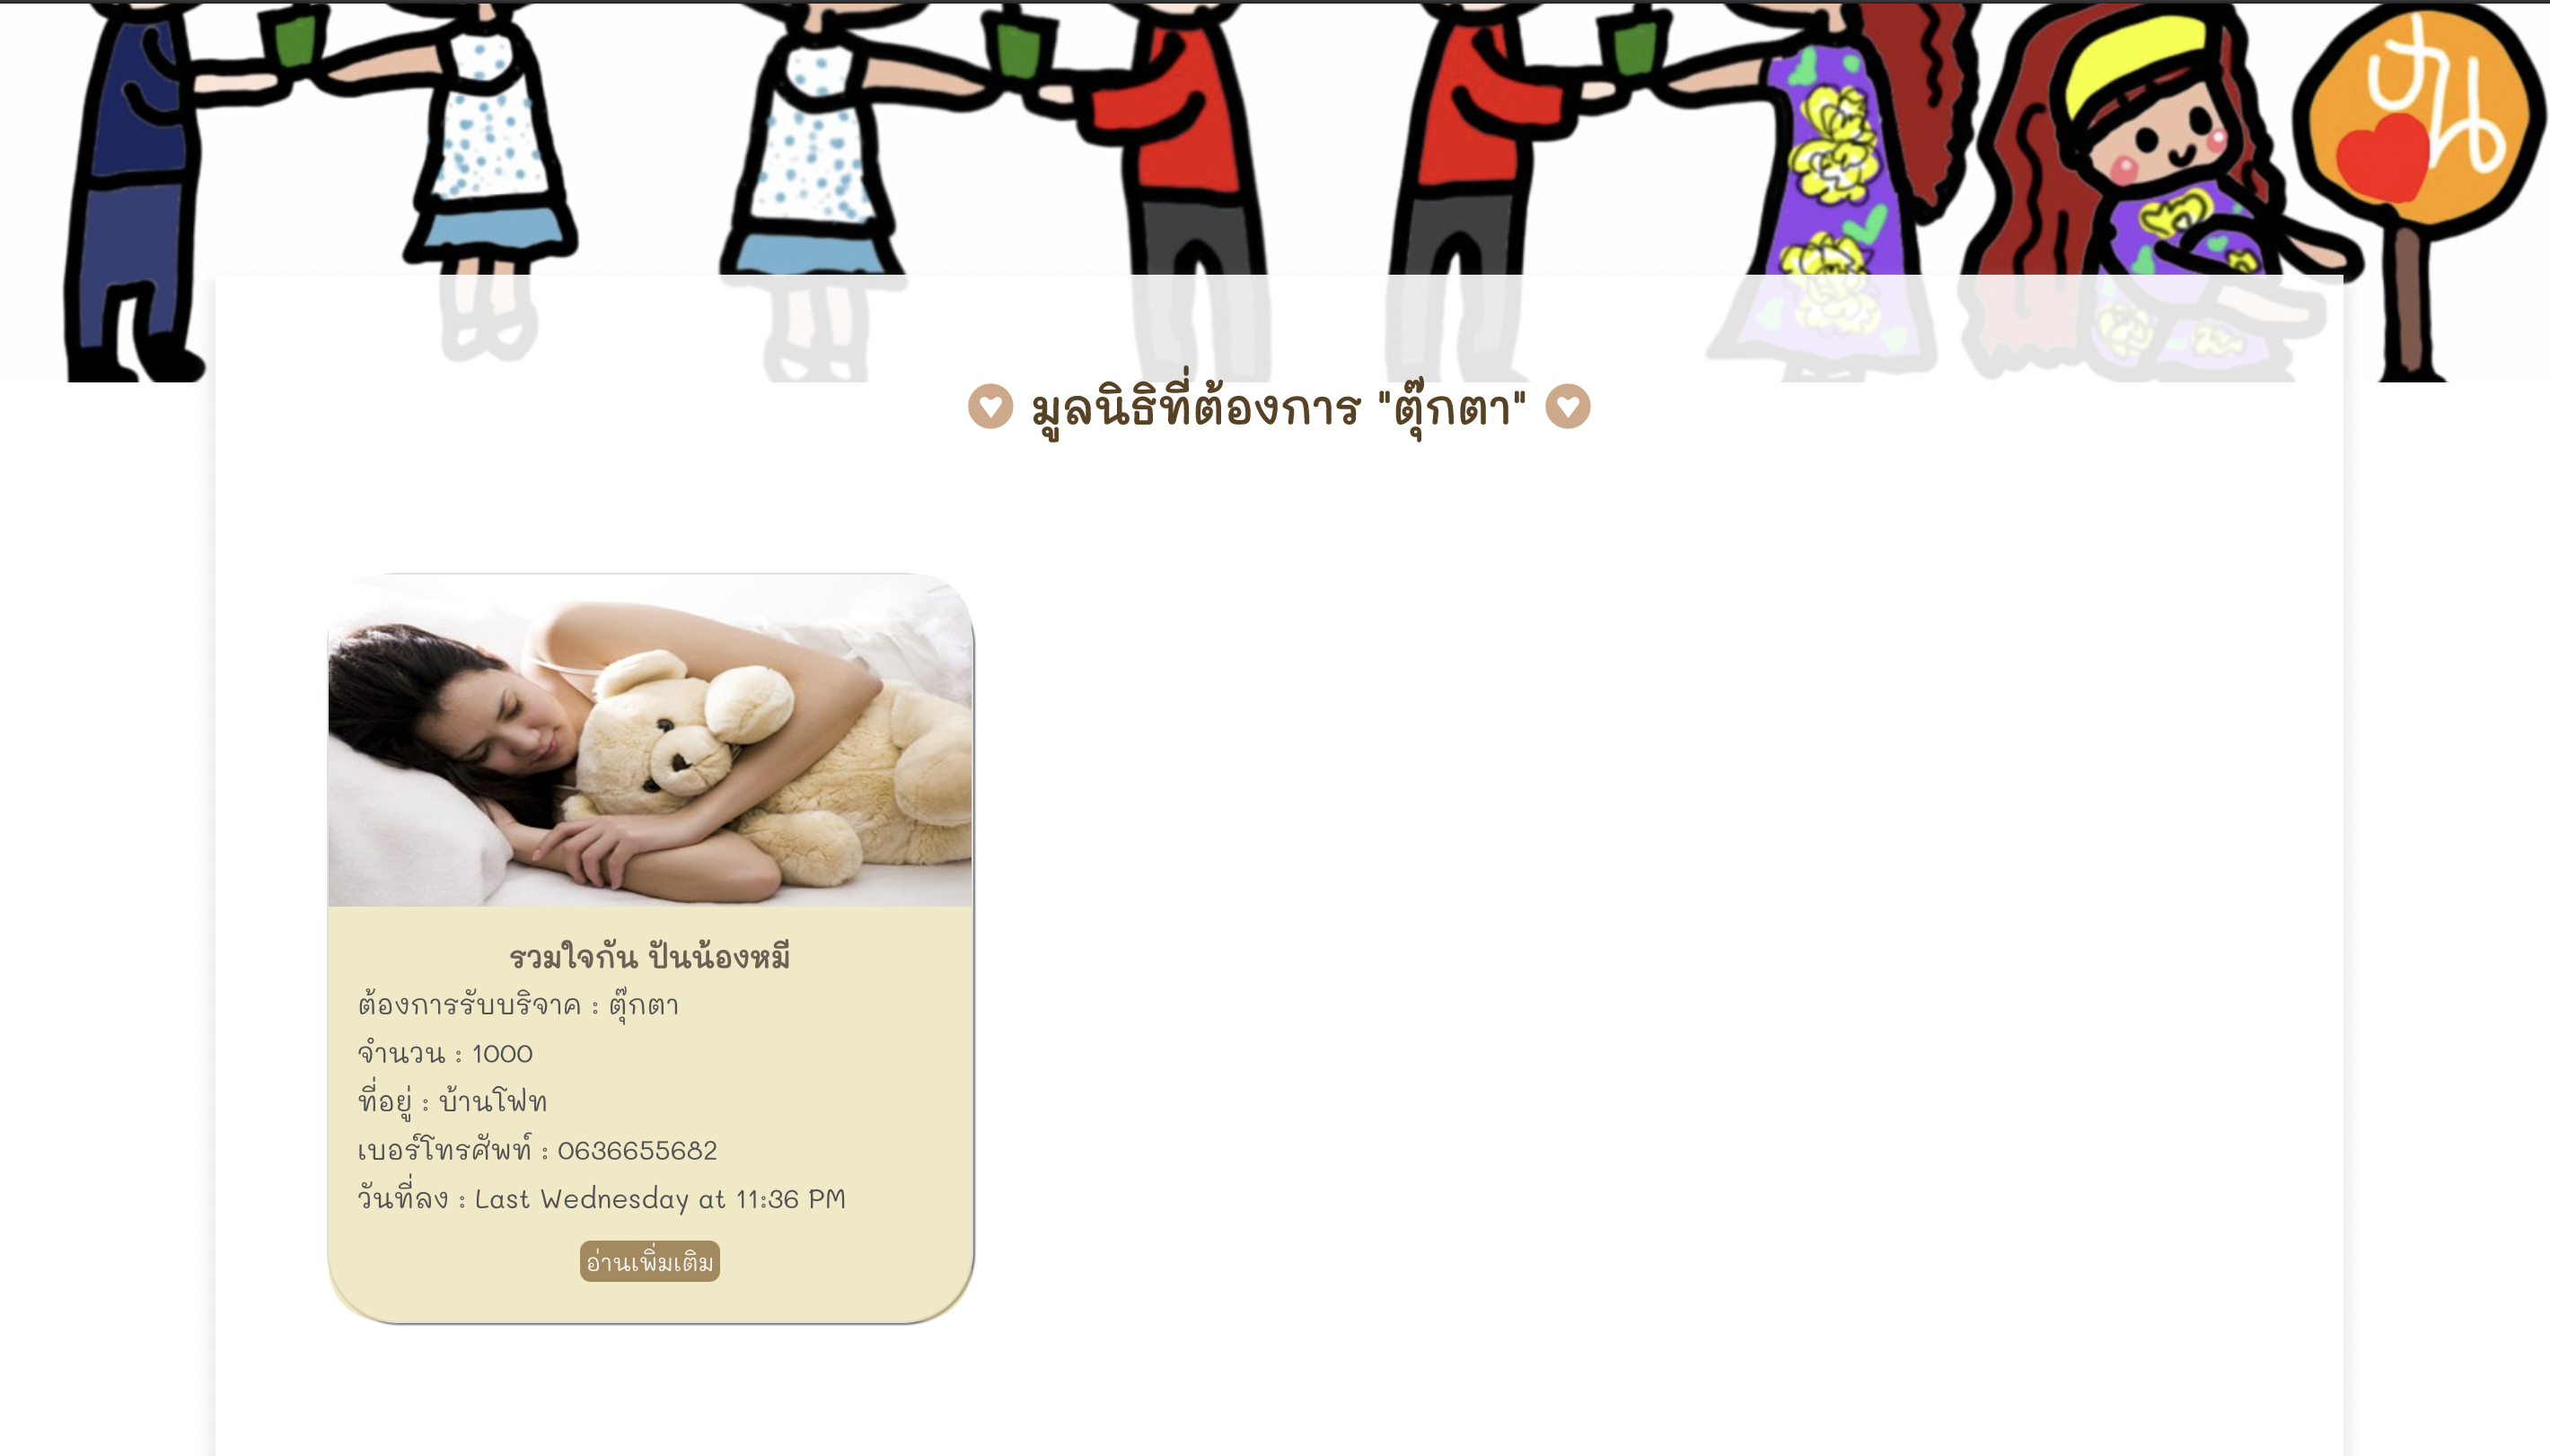 ปัน
มูลนิธิที่ต้องการ "ตุ๊กตา"
รวมใจกัน ปันน้องหมี
ต้องการรับบริจาค : ตุ๊กตา
จำนวน : 1000
ที่อยู่ : บ้านโฟท
เบอร์โทรศัพท์ : 0636655682
วันที่ลง : Last Wednesday at 11:36 PM
อ่านเพิ่มเติม